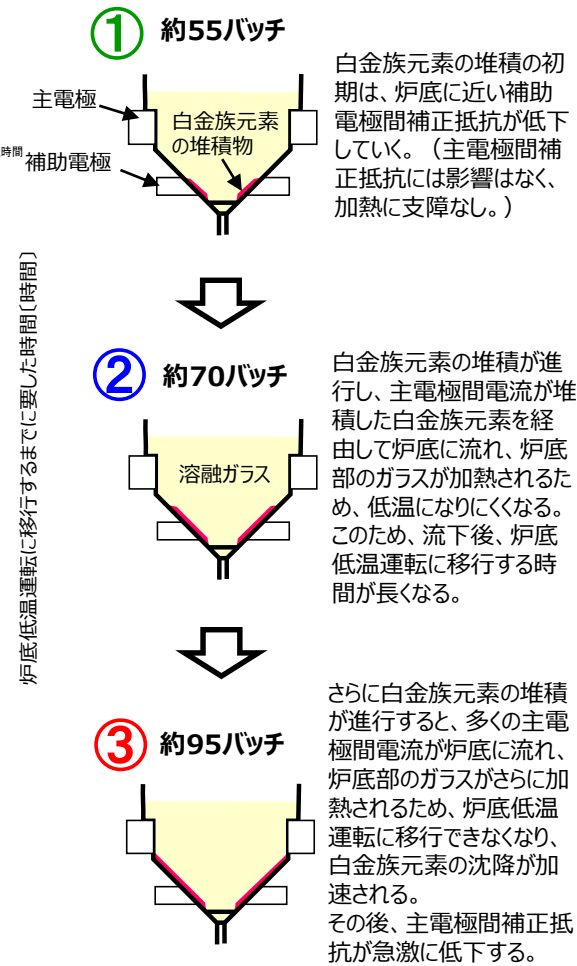 ① 約55バッチ
主電極
時間
補助電極
白金族元素
の堆積物
白金族元素の堆積の初
期は、炉底に近い補助
電極間補正抵抗が低下
していく。（主電極間補
正抵抗には影響はなく、
加熱に支障なし。）
炉底低温運転に移行するまでに要した時間〔時間〕
② 約70バッチ
溶融ガラス
白金族元素の堆積が進
行し、主電極間電流が堆
積した白金族元素を経
由して炉底に流れ、炉底
部のガラスが加熱されるた
め、低温になりにくくなる。
このため、流下後、炉底
低温運転に移行する時
間が長くなる。
③ 約95バッチ
さらに白金族元素の堆積
が進行すると、多くの主電
極間電流が炉底に流れ、
炉底部のガラスがさらに加
熱されるため、炉底低温
運転に移行できなくなり、
白金族元素の沈降が加
速される。
その後、主電極間補正抵
抗が急激に低下する。